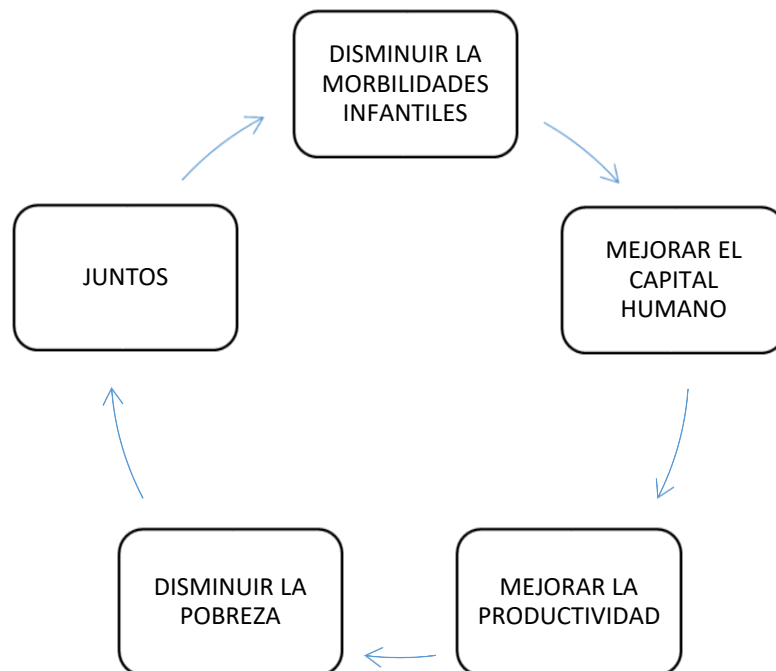 DISMINUIR LA
MORBILIDADES
INFANTILES
JUNTOS
MEJORAR EL
CAPITAL
HUMANO
DISMINUIR LA
POBREZA
MEJORAR LA
PRODUCTIVIDAD